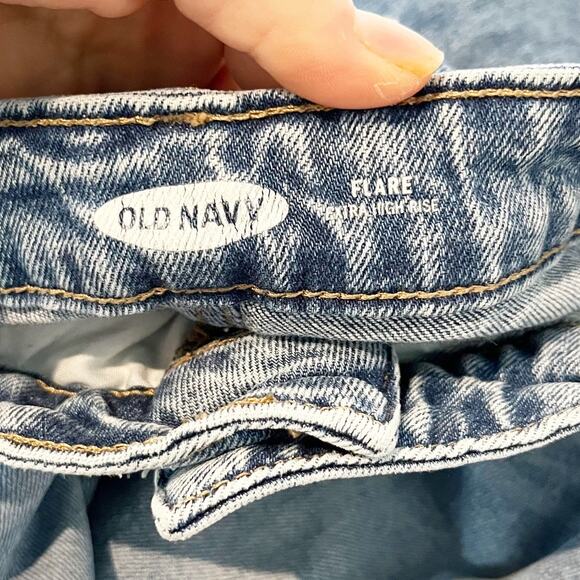 OLD NAVY
FLARE
EXTRA HIGH-RISE